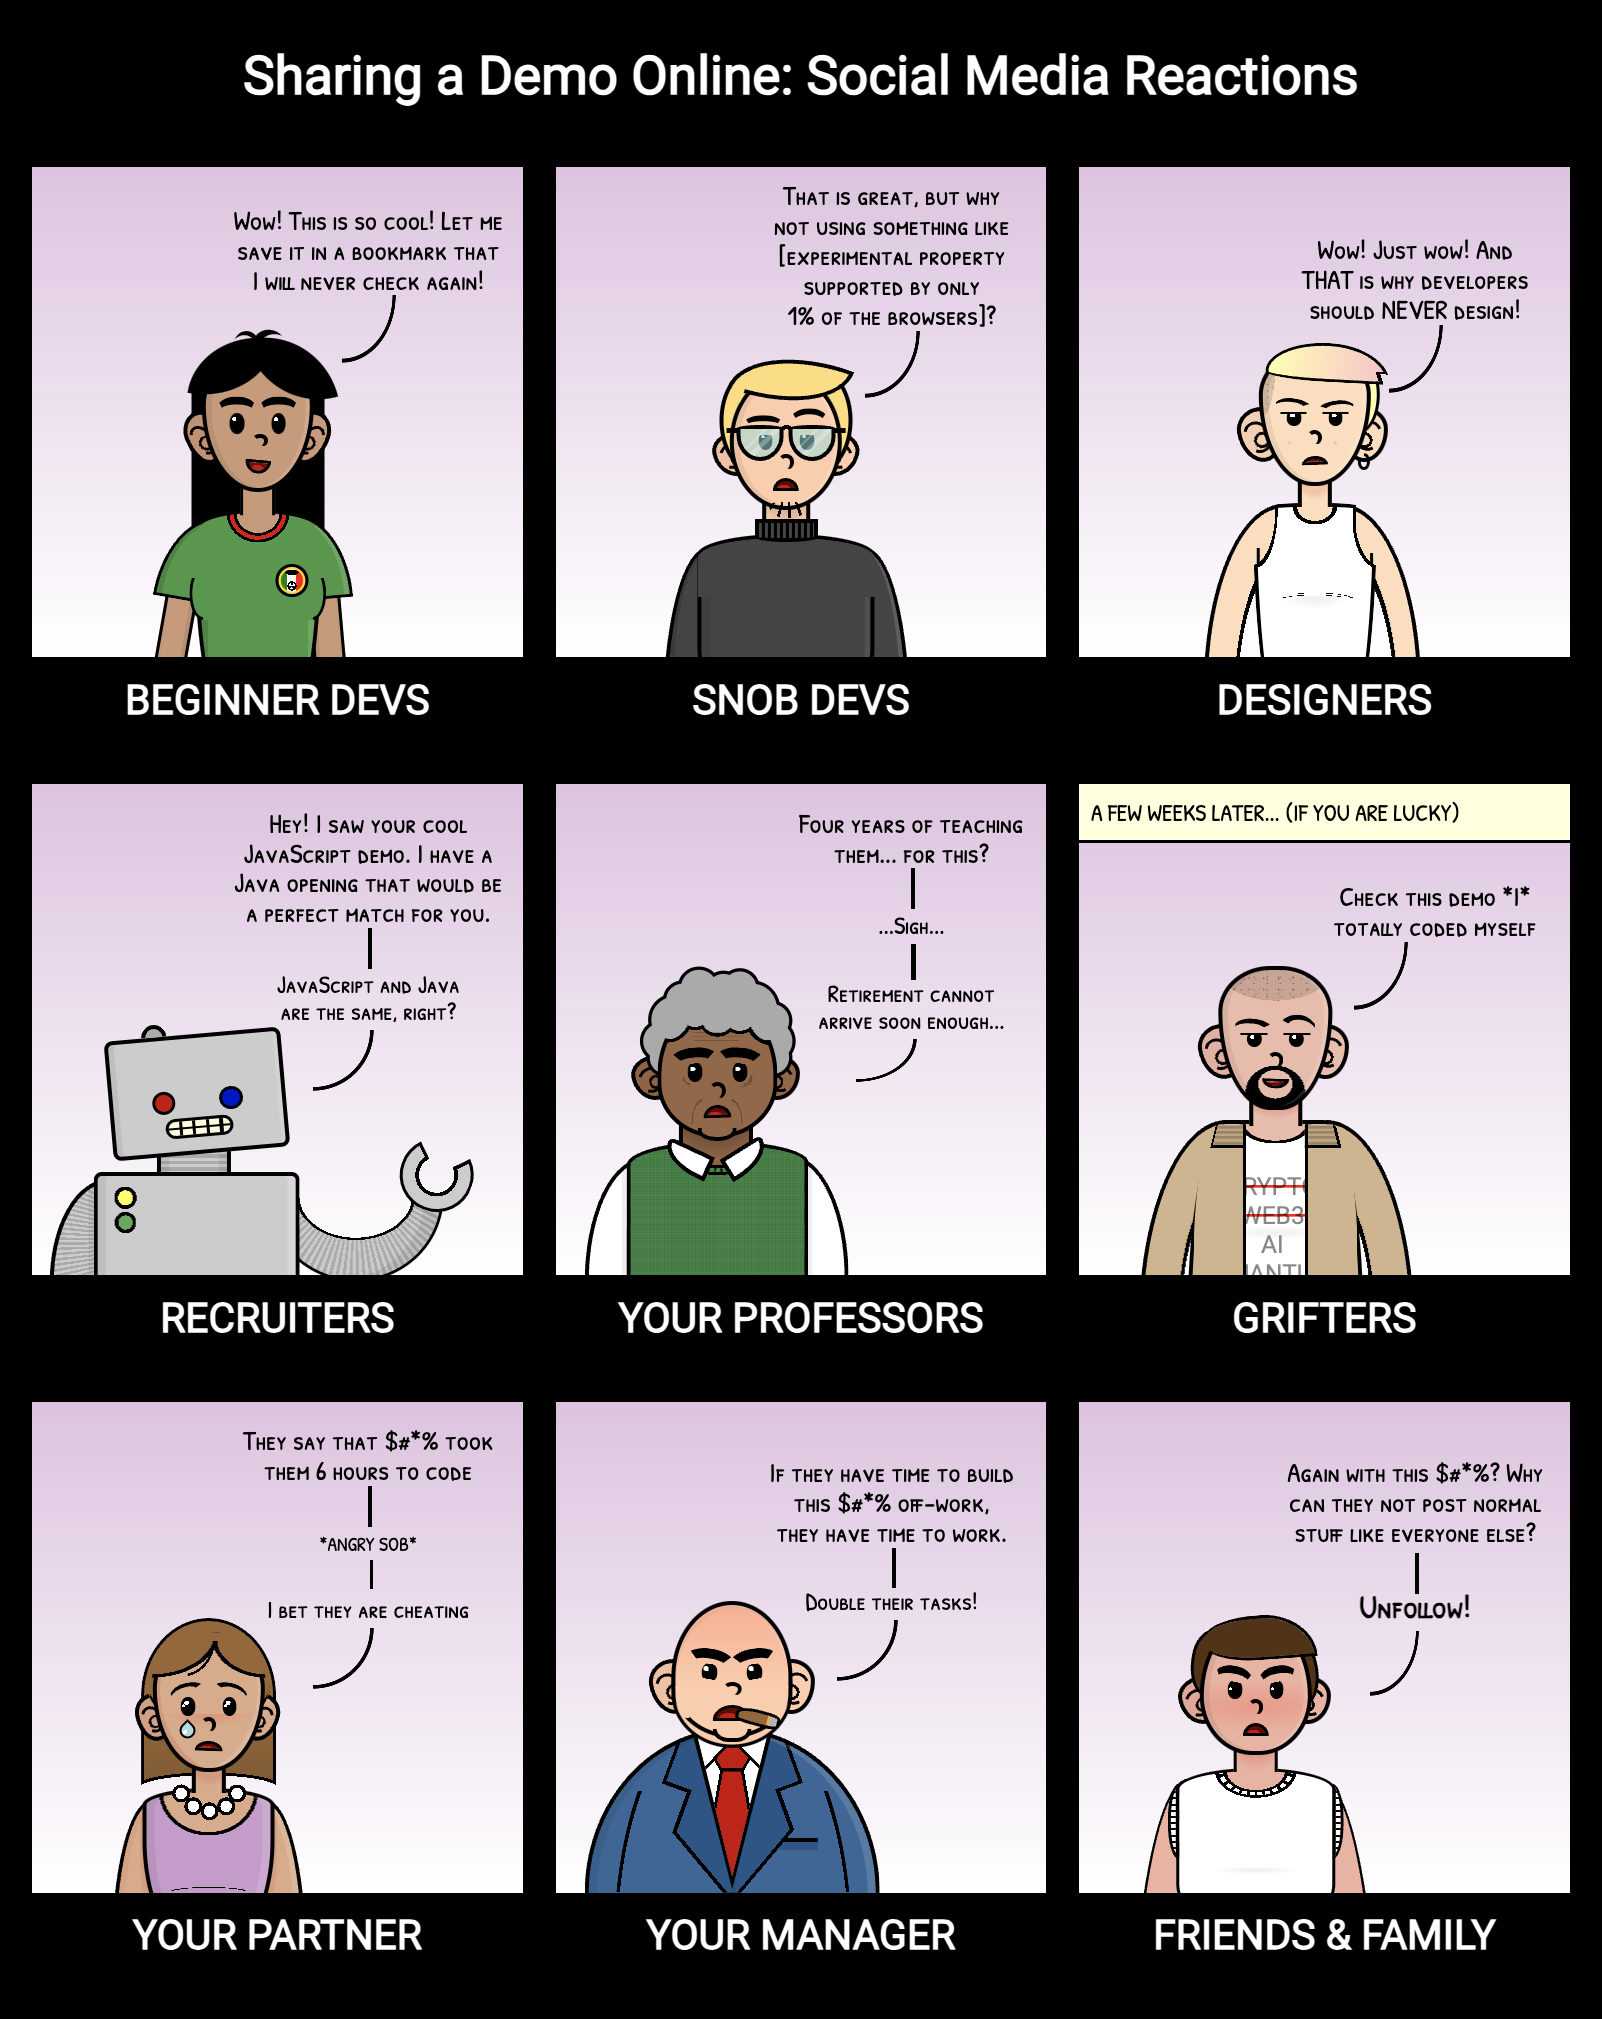 Sharing a Demo Online: Social Media Reactions
Wow! This is so cool! Let me
save it in a bookmark that
I will never check again!
BEGINNER DEVS
That is great, but why
not using something like
[experimental property
supported by only
1% of the browsers]?
SNOB DEVS
Wow! Just wow! And
THAT is why developers
should NEVER design!
DESIGNERS
Hey! I saw your cool
JavaScript demo. I have a
Java opening that would be
a perfect match for you.
JavaScript and Java
are the same, right?
RECRUITERS
Four years of teaching
them... for this?
...Sigh...
Retirement cannot
arrive soon enough...
YOUR PROFESSORS
A FEW WEEKS LATER... (IF YOU ARE LUCKY)
Check this demo *I*
totally coded myself
RYPT
WEB3
AI
ANTU
GRIFTERS
They say that $#*% took
them 6 hours to code
*angry sob*
I bet they are cheating
YOUR PARTNER
If they have time to build
this $#*% off-work,
they have time to work.
Double their tasks!
YOUR MANAGER
Again with this $#*%? Why
can they not post normal
stuff like everyone else?
Unfollow!
FRIENDS & FAMILY